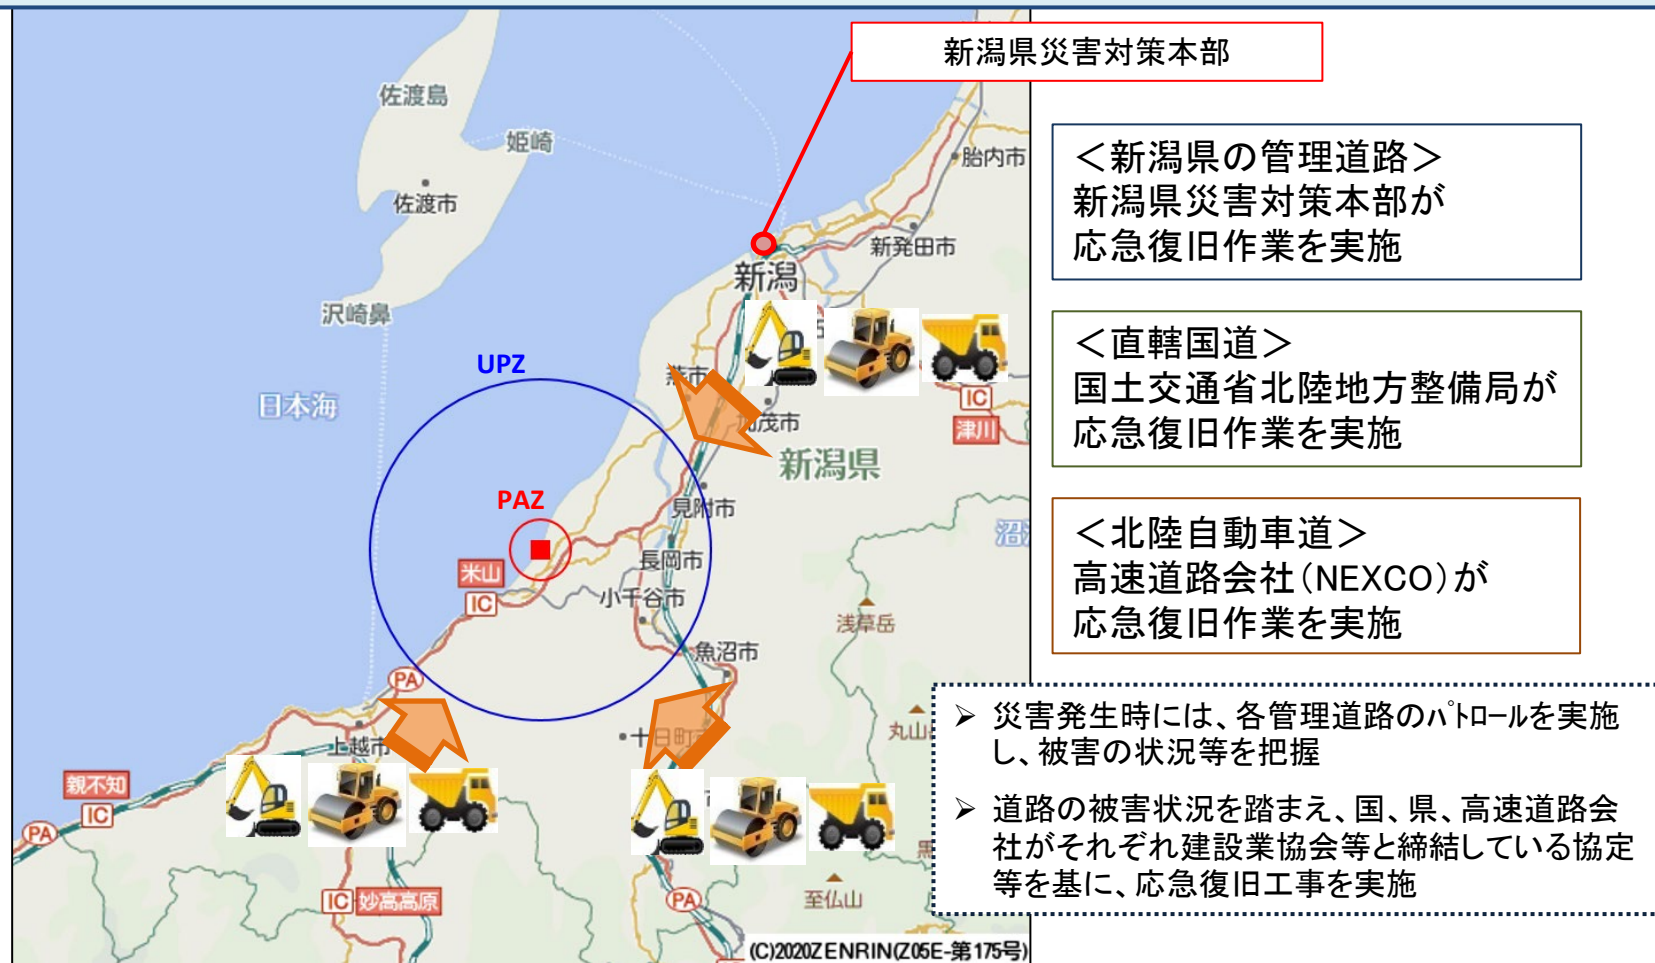 新潟県災害対策本部
佐渡島
姫崎
胎内市
佐渡市
新発田市
新潟
沢崎鼻
UPZ
燕市
日本海
IC
津川
加茂市
新潟県
PAZ
見附市
米山
長岡市
IC
小千谷市
浅草岳
魚沼市
PA
丸山
上越市
十日町
親不知
IC
PA
至仏山
IC 妙高高原
PA
(C)2020ZENRIN(Z05E-第175号)
＜新潟県の管理道路＞
新潟県災害対策本部が
応急復旧作業を実施
＜直轄国道＞
国土交通省北陸地方整備局が
応急復旧作業を実施
＜北陸自動車道＞
高速道路会社（NEXCO）が
応急復旧作業を実施
➢ 災害発生時には、各管理道路のﾊﾟﾄﾛｰﾙを実施
し、被害の状況等を把握
➢ 道路の被害状況を踏まえ、国、県、高速道路会
社がそれぞれ建設業協会等と締結している協定
等を基に、応急復旧工事を実施